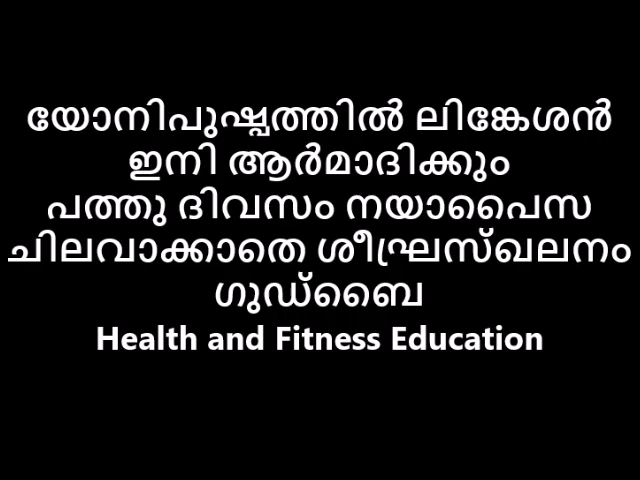 യോനിപുഷ്പത്തിൽ ലിങ്കേശൻ
ഇനി ആർമാദിക്കും
പത്തു ദിവസം നയാപൈസ
ചിലവാക്കാതെ ശീഘ്രസ്ഖലനം
ഗുഡ്ബൈ
Health and Fitness Education